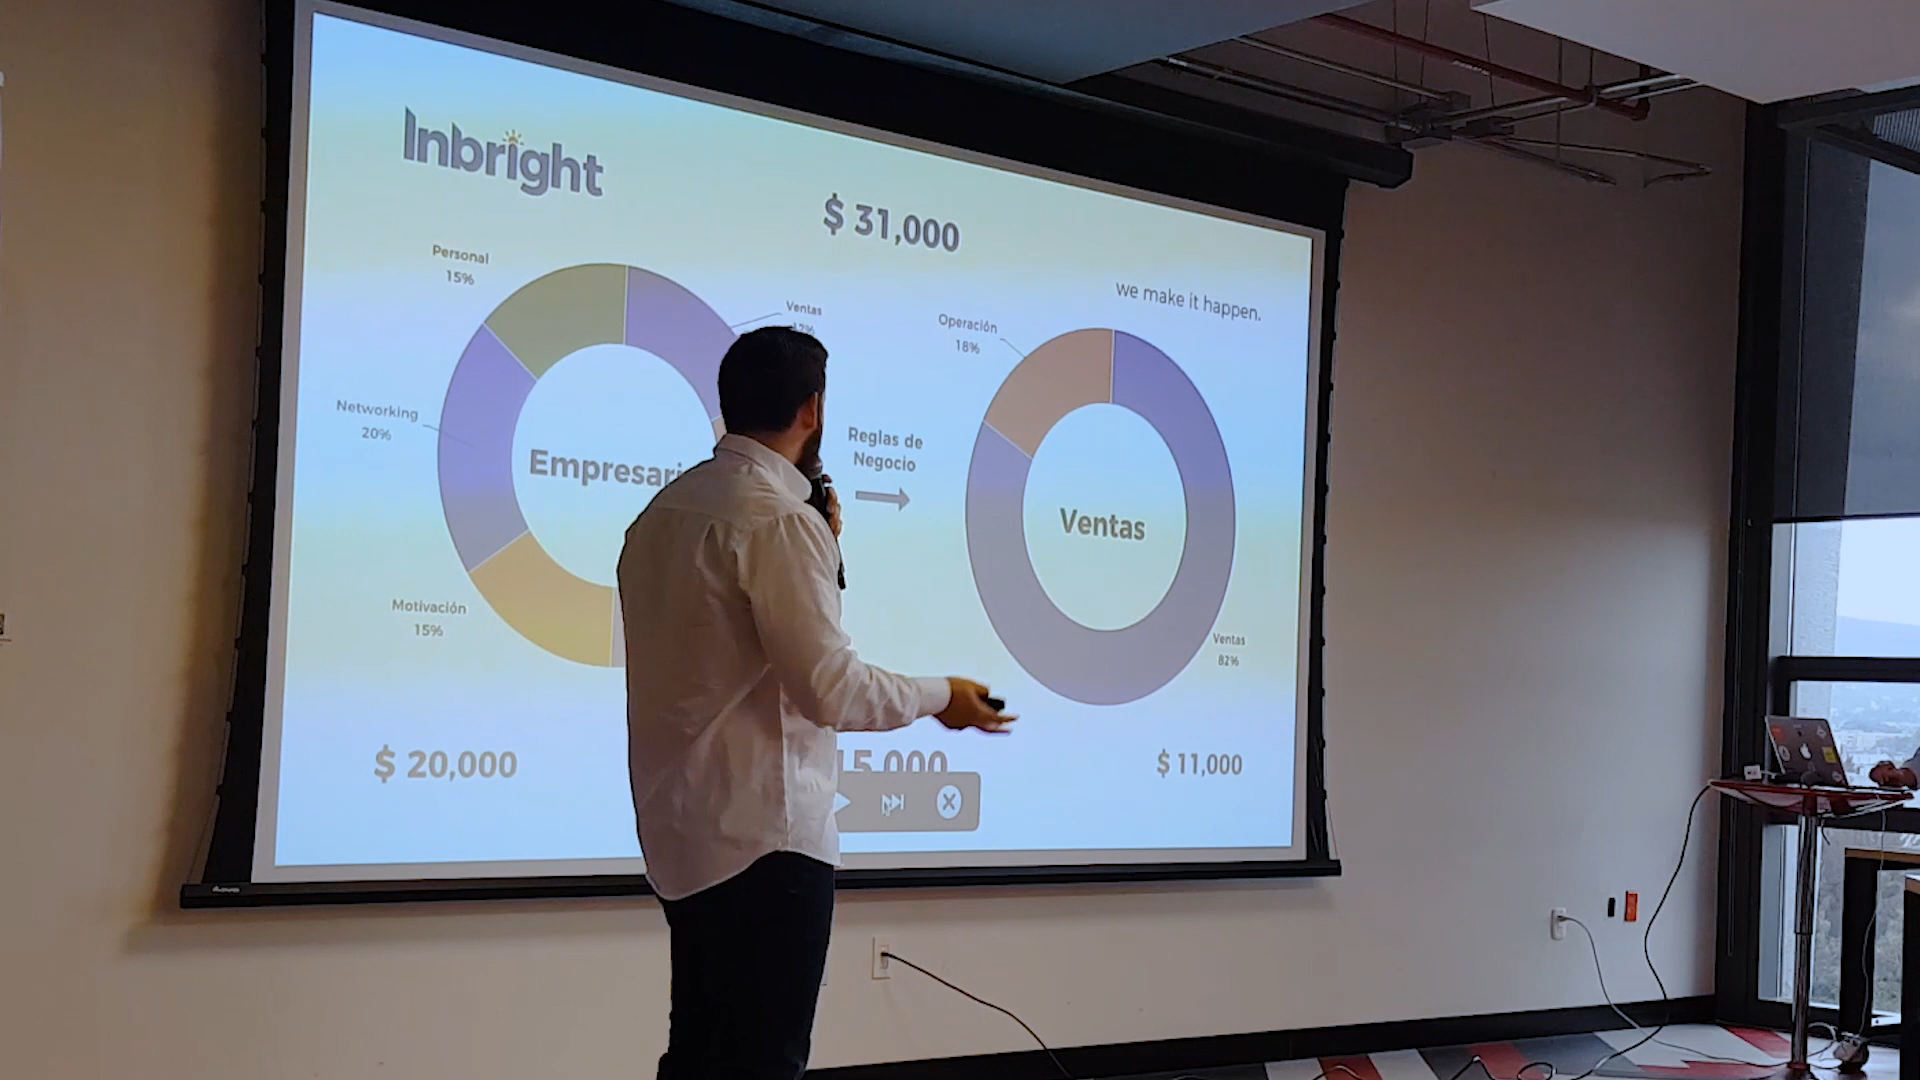 Inbright
$ 31,000
we make it happen.
Personal
15%
Ventas
Operación
18%
Networking
20%
Empresari
Reglas de
Negocio
Ventas
Motivación
15%
Ventas
82%
$ 20,000
15,000
$ 11,000